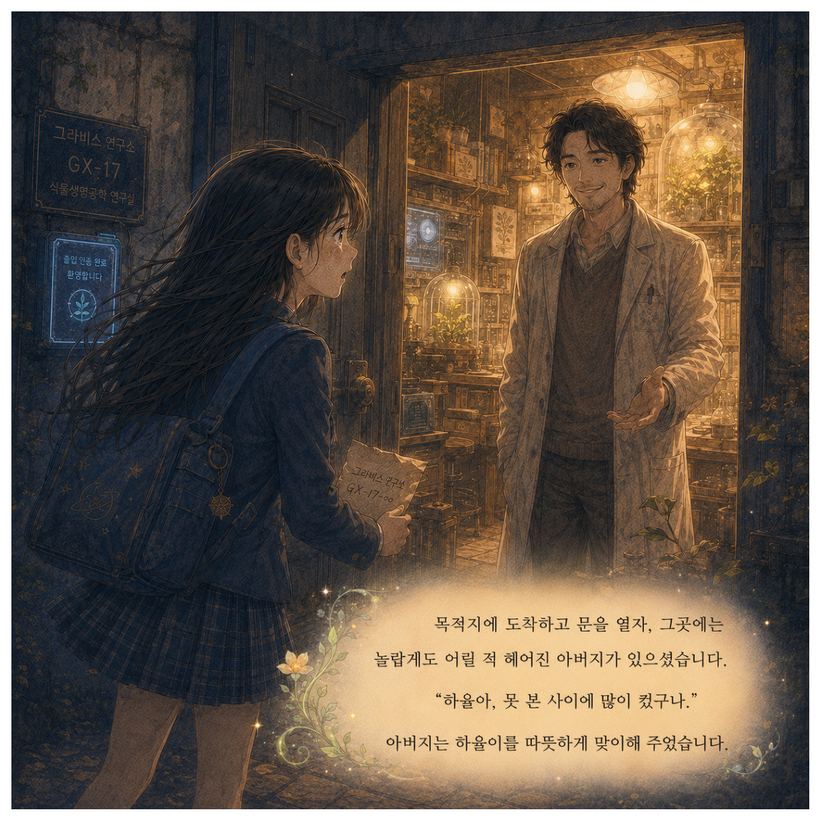 그라비스 연구소
GX-17
식물생명공학 연구실
출입 인증 완료
환영합니다
그라비스 연구소
GX-17-00
목적지에 도착하고 문을 열자, 그곳에는
놀랍게도 어릴 적 헤어진 아버지가 있으셨습니다.
“하율아, 못 본 사이에 많이 컸구나.”
아버지는 하율이를 따뜻하게 맞이해 주었습니다.